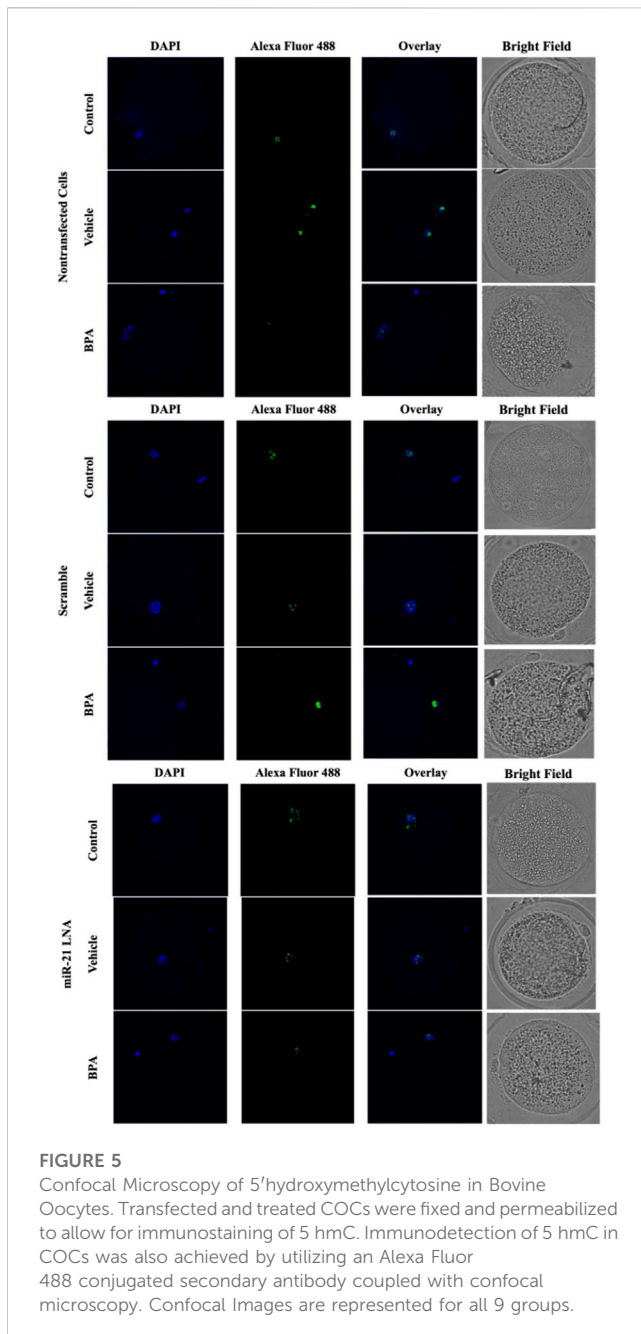 DAPI Alexa Fluor 488 Overlay Bright Field
Nontransfected Cells
Control
Vehicle
BPA
DAPI Alexa Fluor 488 Overlay Bright Field
Scramble
Control
Vehicle
BPA
DAPI Alexa Fluor 488 Overlay Bright Field
miR-21 LNA
Control
Vehicle
BPA
FIGURE 5
Confocal Microscopy of 5′hydroxymethylcytosine in Bovine
Oocytes. Transfected and treated COCs were fixed and permeabilized
to allow for immunostaining of 5 hmC. Immunodetection of 5 hmC in
COCs was also achieved by utilizing an Alexa Fluor
488 conjugated secondary antibody coupled with confocal
microscopy. Confocal Images are represented for all 9 groups.